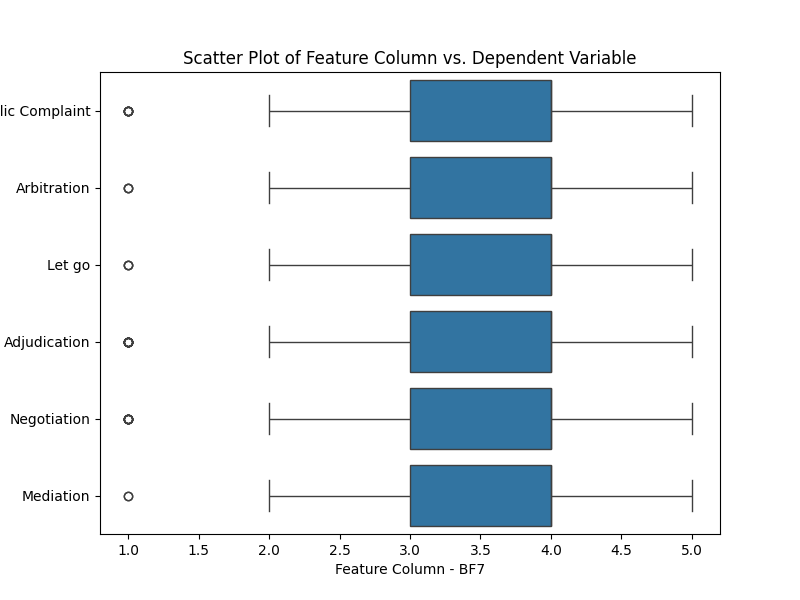 Scatter Plot of Feature Column vs. Dependent Variable
lic Complaint
Arbitration
Let go
Adjudication
Negotiation
Mediation
1.0 1.5 2.0 2.5 3.0 3.5 4.0 4.5 5.0
Feature Column - BF7